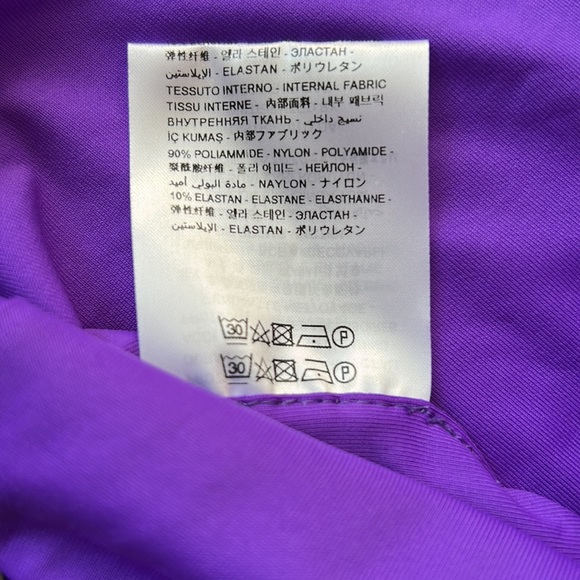 弹性纤维 - 엘라 스테인 - ЭЛАСТАН -
الإيلاستين - ELASTAN - ポリウレタン
TESSUTO INTERNO - INTERNAL FABRIC
TISSU INTERNE - 内部面料 - 내부 패브릭
ВНУТРЕННЯЯ ТКАНЬ - نسيج داخلي
İÇ KUMAŞ - 内部ファブリック
90% POLIAMMIDE - NYLON - POLYAMIDE -
聚酰胺纤维 - 폴리 아미드 - НЕЙЛОН -
مادة البولي أميد - NAYLON - ナイロン
10% ELASTAN - ELASTANE - ELASTHANNE -
弹性纤维 - 엘라 스테인 - ЭЛАСТАН -
الإيلاستين - ELASTAN - ポリウレタン
30 P
30 P